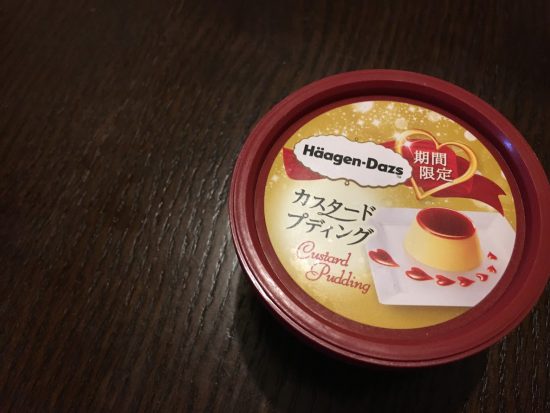 Häagen-Dazs
期間
限定
カスタード
プディング
Custard
Pudding